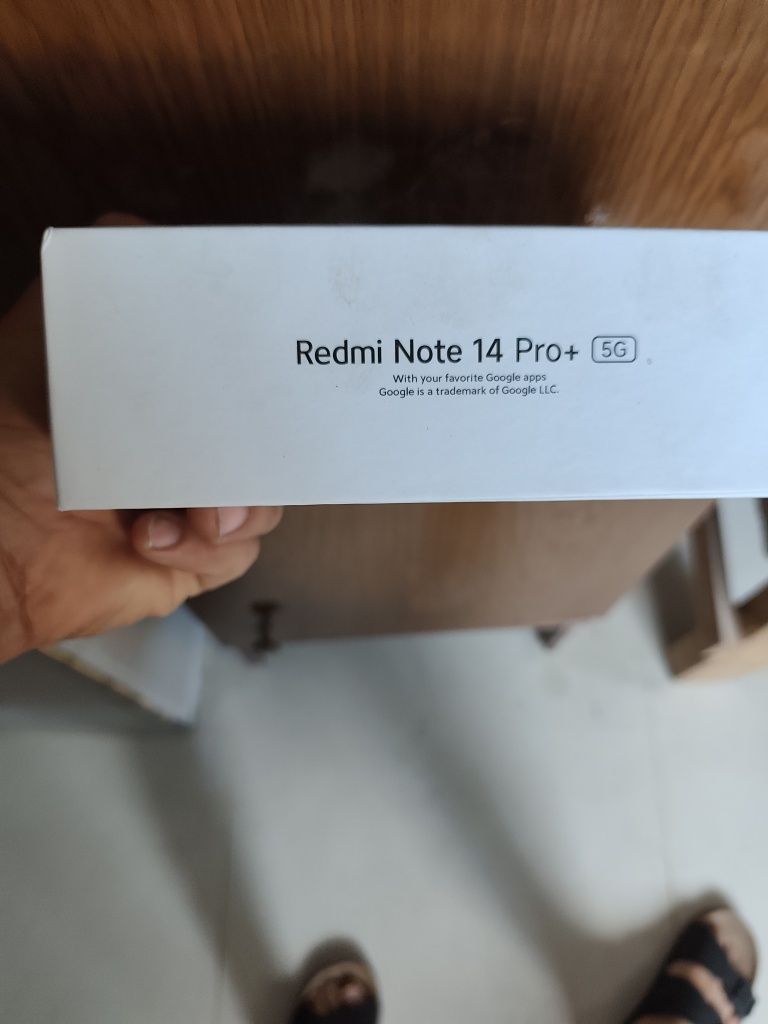 Redmi Note 14 Pro+ 5G
With your favorite Google apps
Google is a trademark of Google LLC.